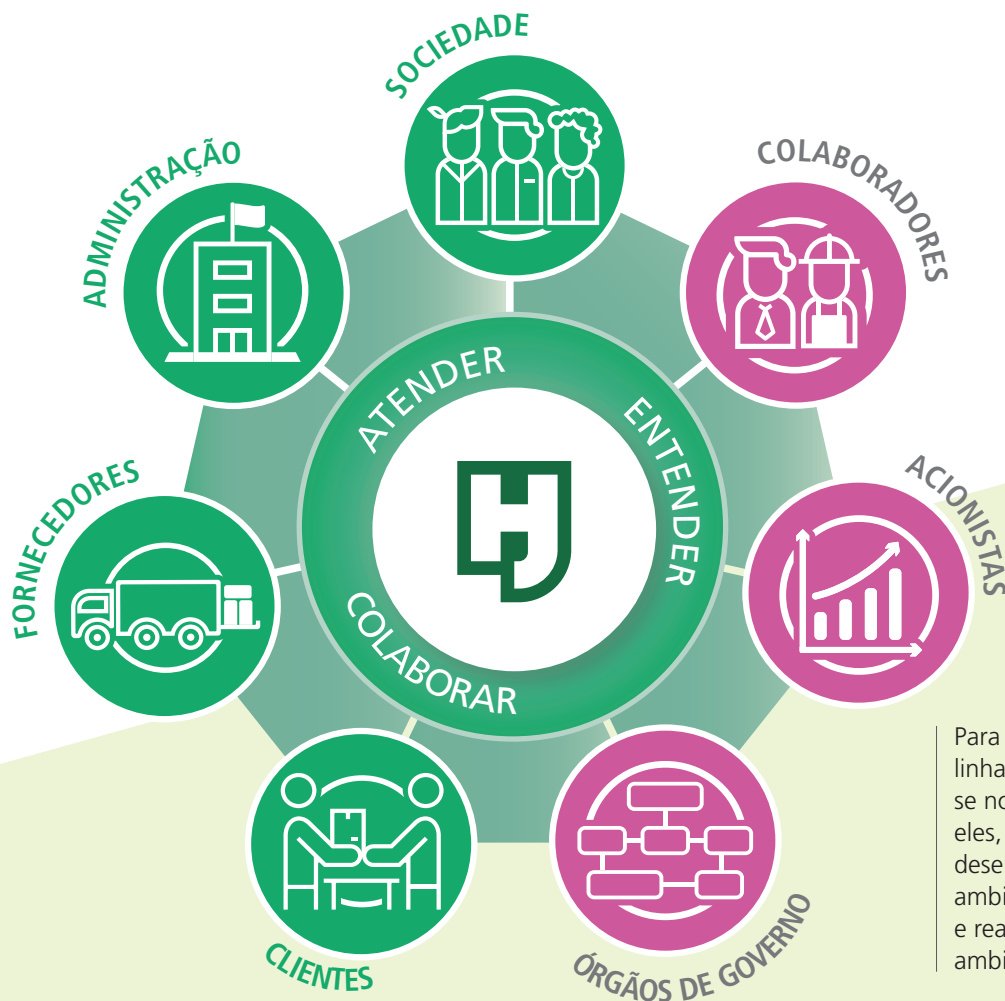 SOCIEDADE
COLABORADORES
ACIONISTAS
ÓRGÃOS DE GOVERNO
CLIENTES
FORNECEDORES
ADMINISTRAÇÃO
ATENDER
ENTENDER
COLABORAR
Para
linha
se no
eles,
dese
ambi
e rea
ambi